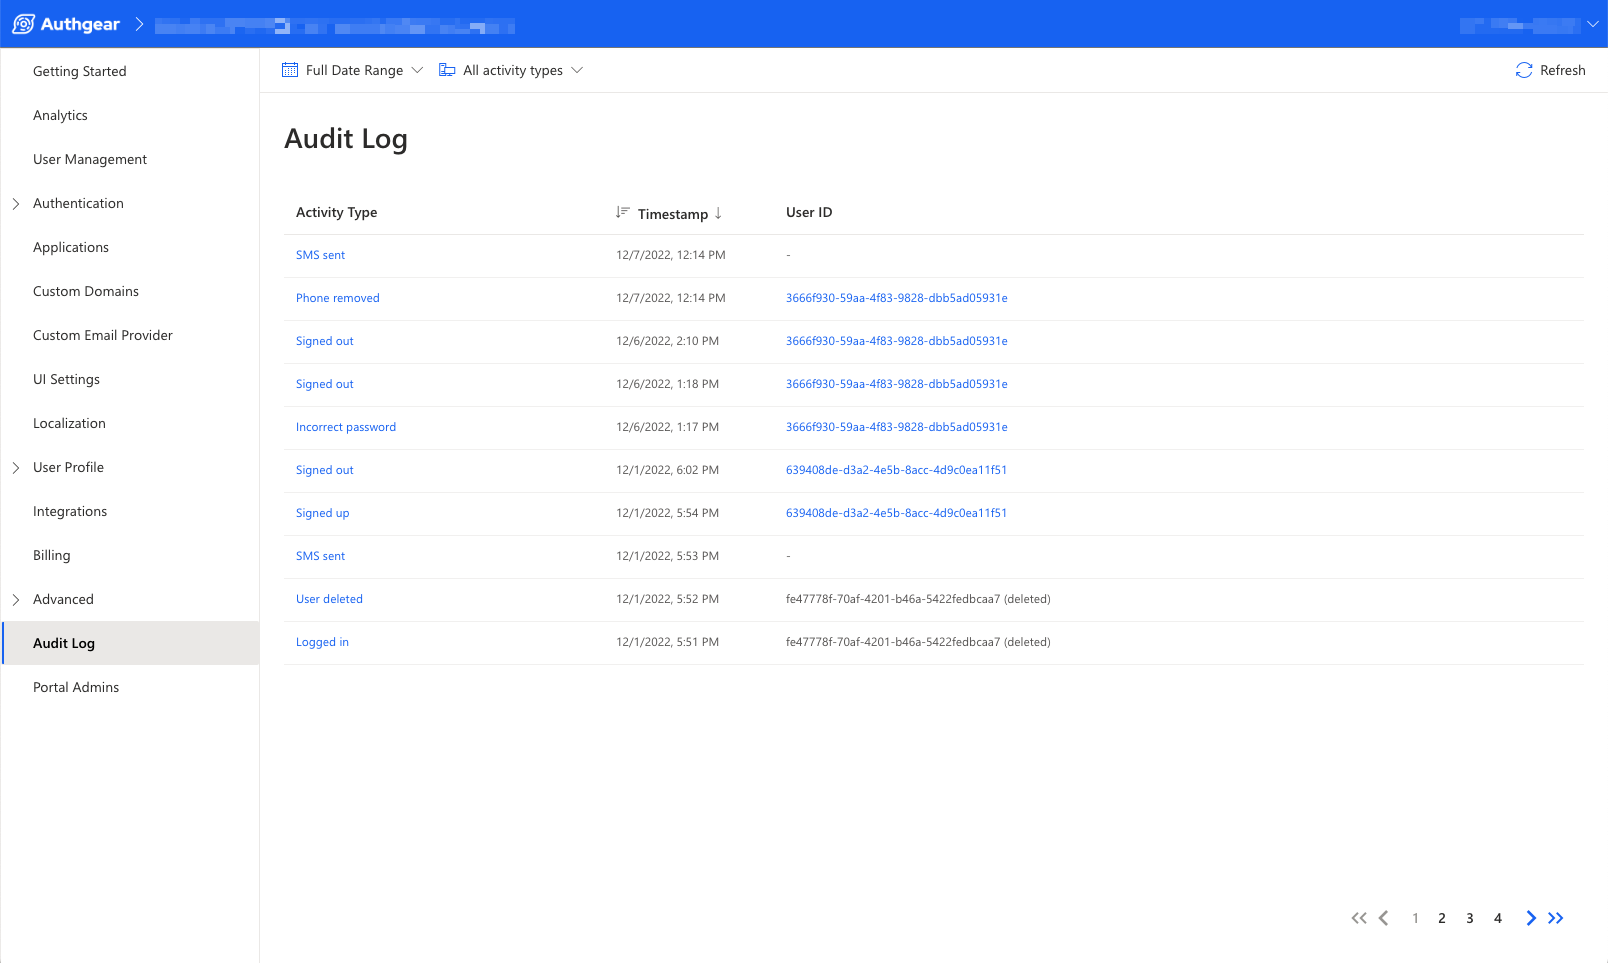 Authgear
Full Date Range All activity types Refresh
Getting Started
Analytics
User Management
Authentication
Applications
Custom Domains
Custom Email Provider
UI Settings
Localization
User Profile
Integrations
Billing
Advanced
Audit Log
Portal Admins
Audit Log
Activity Type Timestamp ↓ User ID
SMS sent 12/7/2022, 12:14 PM -
Phone removed 12/7/2022, 12:14 PM 3666f930-59aa-4f83-9828-dbb5ad05931e
Signed out 12/6/2022, 2:10 PM 3666f930-59aa-4f83-9828-dbb5ad05931e
Signed out 12/6/2022, 1:18 PM 3666f930-59aa-4f83-9828-dbb5ad05931e
Incorrect password 12/6/2022, 1:17 PM 3666f930-59aa-4f83-9828-dbb5ad05931e
Signed out 12/1/2022, 6:02 PM 639408de-d3a2-4e5b-8acc-4d9c0ea11f51
Signed up 12/1/2022, 5:54 PM 639408de-d3a2-4e5b-8acc-4d9c0ea11f51
SMS sent 12/1/2022, 5:53 PM -
User deleted 12/1/2022, 5:52 PM fe47778f-70af-4201-b46a-5422fedbcaa7 (deleted)
Logged in 12/1/2022, 5:51 PM fe47778f-70af-4201-b46a-5422fedbcaa7 (deleted)
1 2 3 4